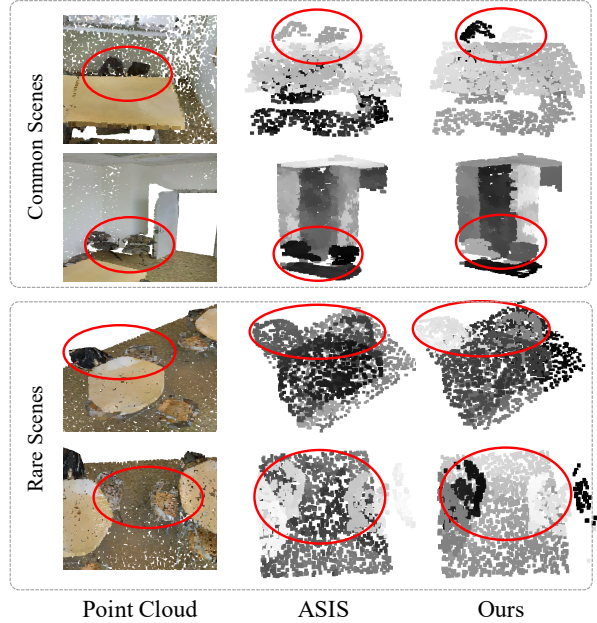 Common Scenes
Rare Scenes
Point Cloud
ASIS
Ours